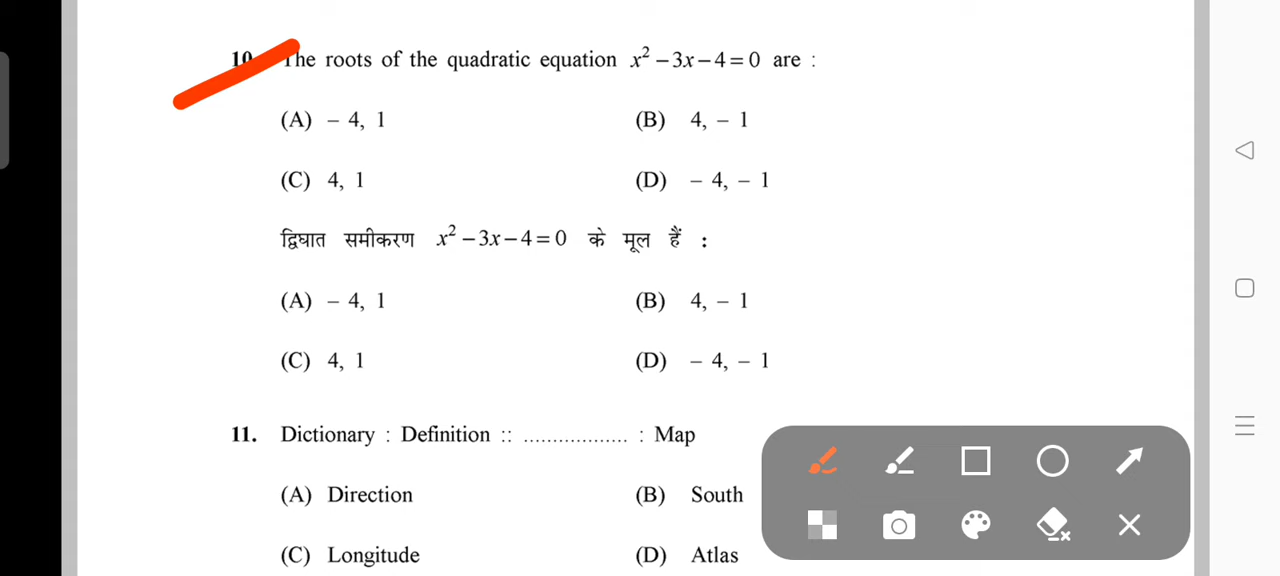 10. The roots of the quadratic equation x² – 3x – 4 = 0 are :
(A) – 4, 1 (B) 4, – 1
(C) 4, 1 (D) – 4, – 1
द्विघात समीकरण x² – 3x – 4 = 0 के मूल हैं :
(A) – 4, 1 (B) 4, – 1
(C) 4, 1 (D) – 4, – 1
11. Dictionary : Definition :: .................. : Map
(A) Direction (B) South
(C) Longitude (D) Atlas